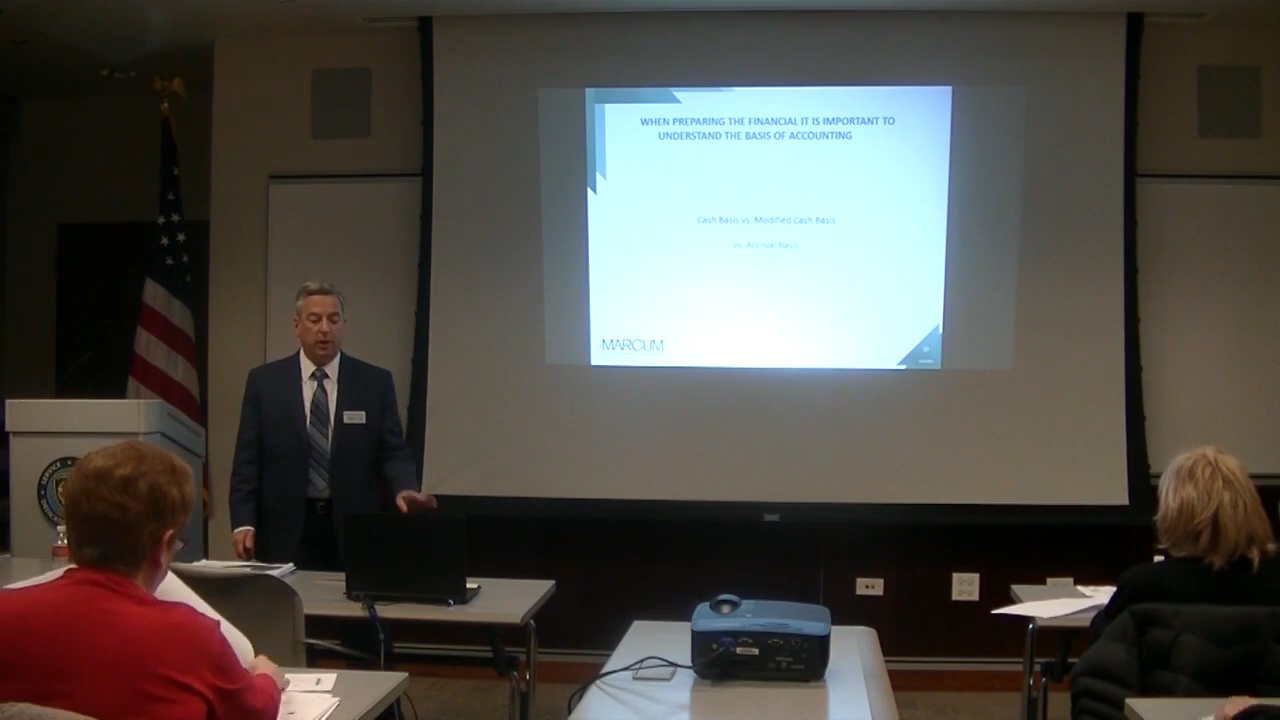 WHEN PREPARING THE FINANCIAL IT IS IMPORTANT TO
UNDERSTAND THE BASIS OF ACCOUNTING
Cash Basis vs. Modified Cash Basis
vs. Accrual Basis
MARCUM
SERVICE